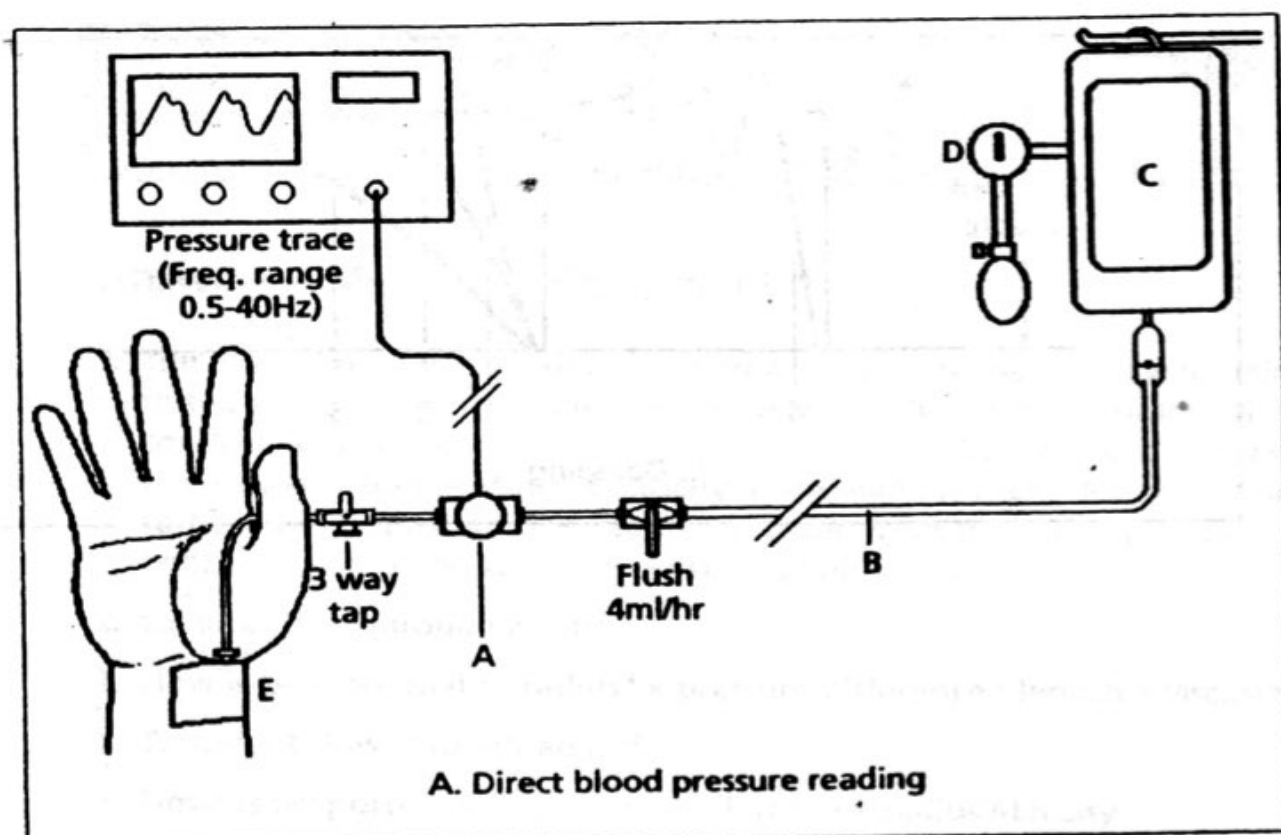 Pressure trace
(Freq. range
0.5-40Hz)
D
C
3 way
tap
A
Flush
4ml/hr
B
E
A. Direct blood pressure reading